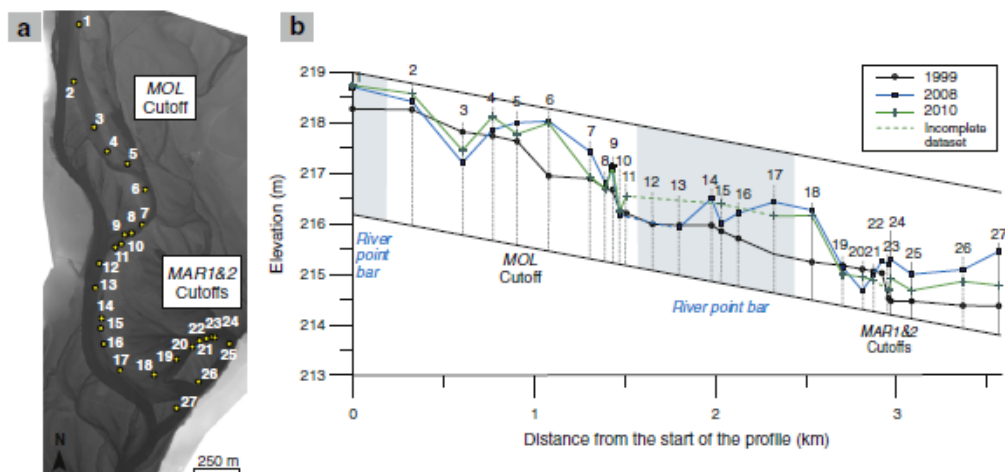 a
1
MOL
Cutoff
2
3
4
5
6
7
8
9
10
11
12
MAR1&2
Cutoffs
13
14
15
22 23 24
16
20 21 25
19
17
18
26
27
N
250 m
b
219
218
217
216
215
214
213
Elevation (m)
1
2
3
4
5
6
7
8
9
10
11
12
13
14
15
16
17
18
19
2021
22
23
24
25
26
27
1999
2008
2010
Incomplete
dataset
River
point
bar
MOL
Cutoff
River point bar
MAR1&2
Cutoffs
0
1
2
3
Distance from the start of the profile (km)